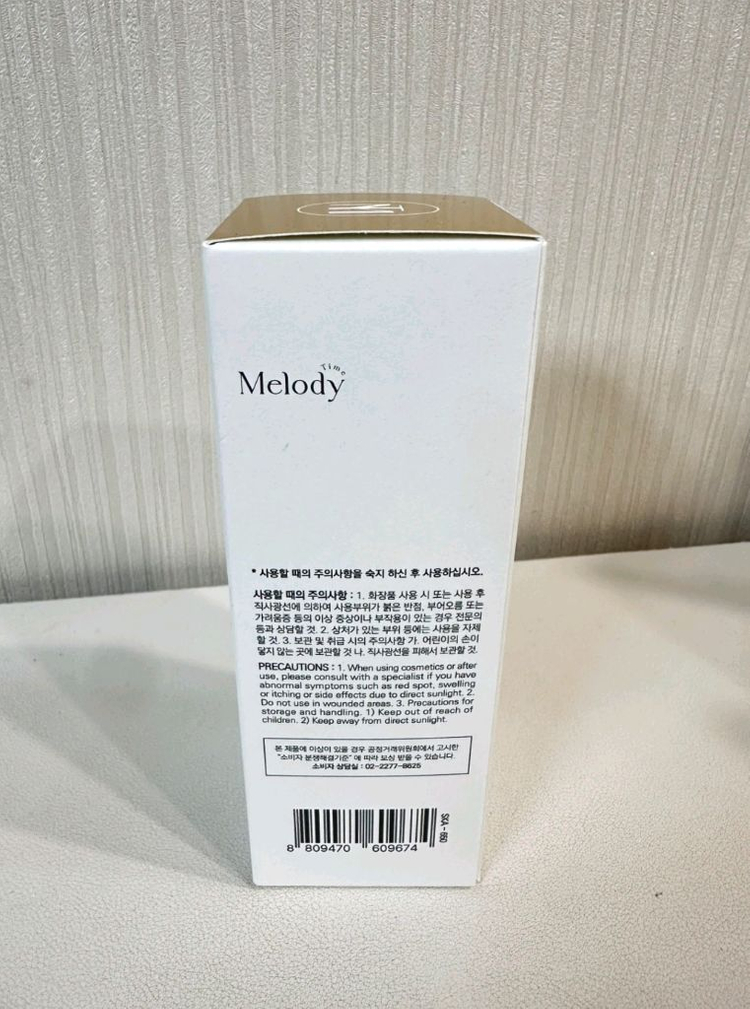 Time
Melody
* 사용할 때의 주의사항을 숙지 하신 후 사용하십시오.
사용할 때의 주의사항 : 1. 화장품 사용 시 또는 사용 후
직사광선에 의하여 사용부위가 붉은 반점, 부어오름 또는
가려움증 등의 이상 증상이나 부작용이 있는 경우 전문의
등과 상담할 것. 2. 상처가 있는 부위 등에는 사용을 자제
할 것. 3. 보관 및 취급 시의 주의사항 가. 어린이의 손이
닿지 않는 곳에 보관할 것 나. 직사광선을 피해서 보관할 것.
PRECAUTIONS : 1. When using cosmetics or after
use, please consult with a specialist if you have
abnormal symptoms such as red spot, swelling
or itching or side effects due to direct sunlight. 2.
Do not use in wounded areas. 3. Precautions for
storage and handling. 1) Keep out of reach of
children. 2) Keep away from direct sunlight.
본 제품에 이상이 있을 경우 공정거래위원회에서 고시한
"소비자 분쟁해결기준" 에 따라 보상 받을 수 있습니다.
소비자 상담실 : 02-2277-8625
8 809470 609674